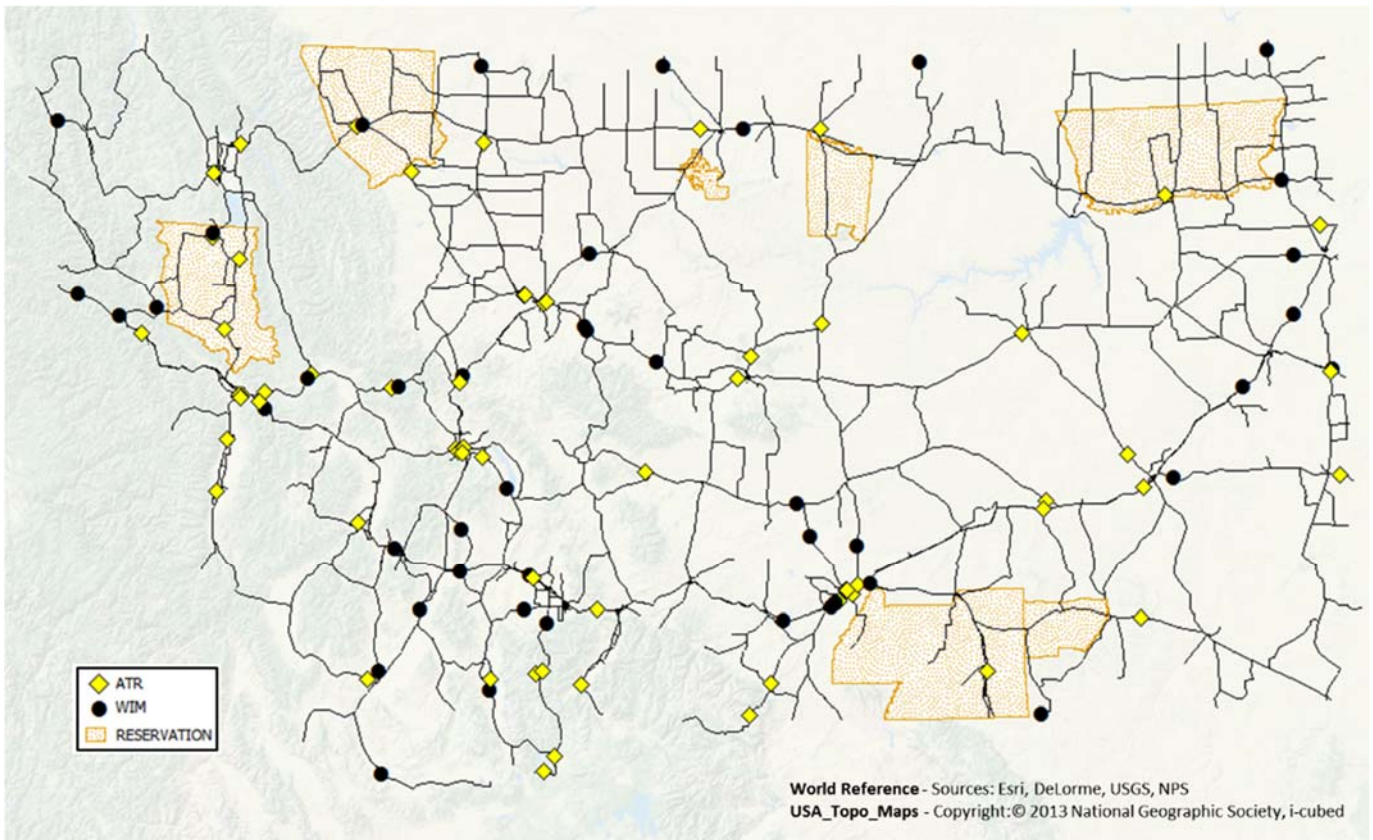 ATR
WIM
RESERVATION
World Reference - Sources: Esri, DeLorme, USGS, NPS
USA_Topo_Maps - Copyright:© 2013 National Geographic Society, i-cubed